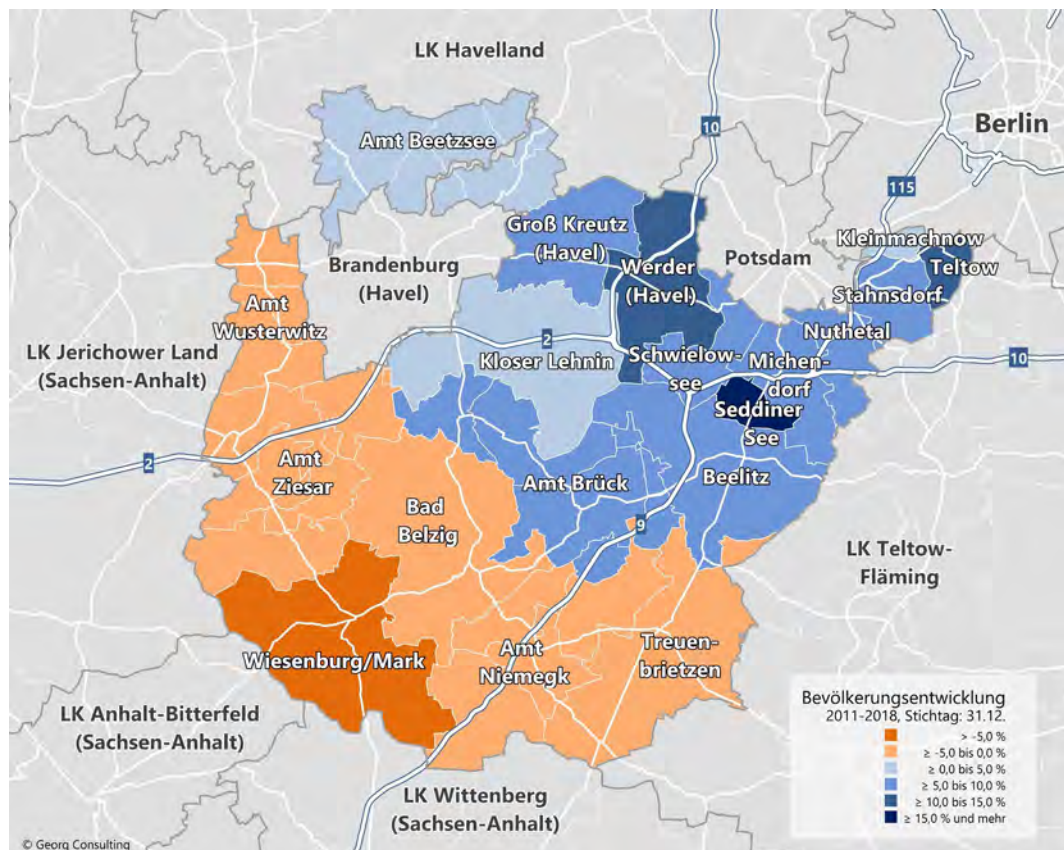 LK Havelland
Berlin
10
Amt Beetzsee
115
Groß Kreutz
(Havel)
Kleinmachnow
Teltow
Brandenburg
(Havel)
Werder
(Havel)
Potsdam
Stahnsdorf
Amt
Wusterwitz
Nuthetal
LK Jerichower Land
(Sachsen-Anhalt)
2
Kloser Lehnin
Schwielow-
see
Michen-
dorf
10
Seddiner
See
2
Amt
Ziesar
Amt Brück
Beelitz
Bad
Belzig
9
LK Teltow-
Fläming
Wiesenburg/Mark
Amt
Niemegk
Treuen-
brietzen
LK Anhalt-Bitterfeld
(Sachsen-Anhalt)
LK Wittenberg
(Sachsen-Anhalt)
Bevölkerungsentwicklung
2011-2018, Stichtag: 31.12.
> -5,0 %
≥ -5,0 bis 0,0 %
≥ 0,0 bis 5,0 %
≥ 5,0 bis 10,0 %
≥ 10,0 bis 15,0 %
≥ 15,0 % und mehr
© Georg Consulting